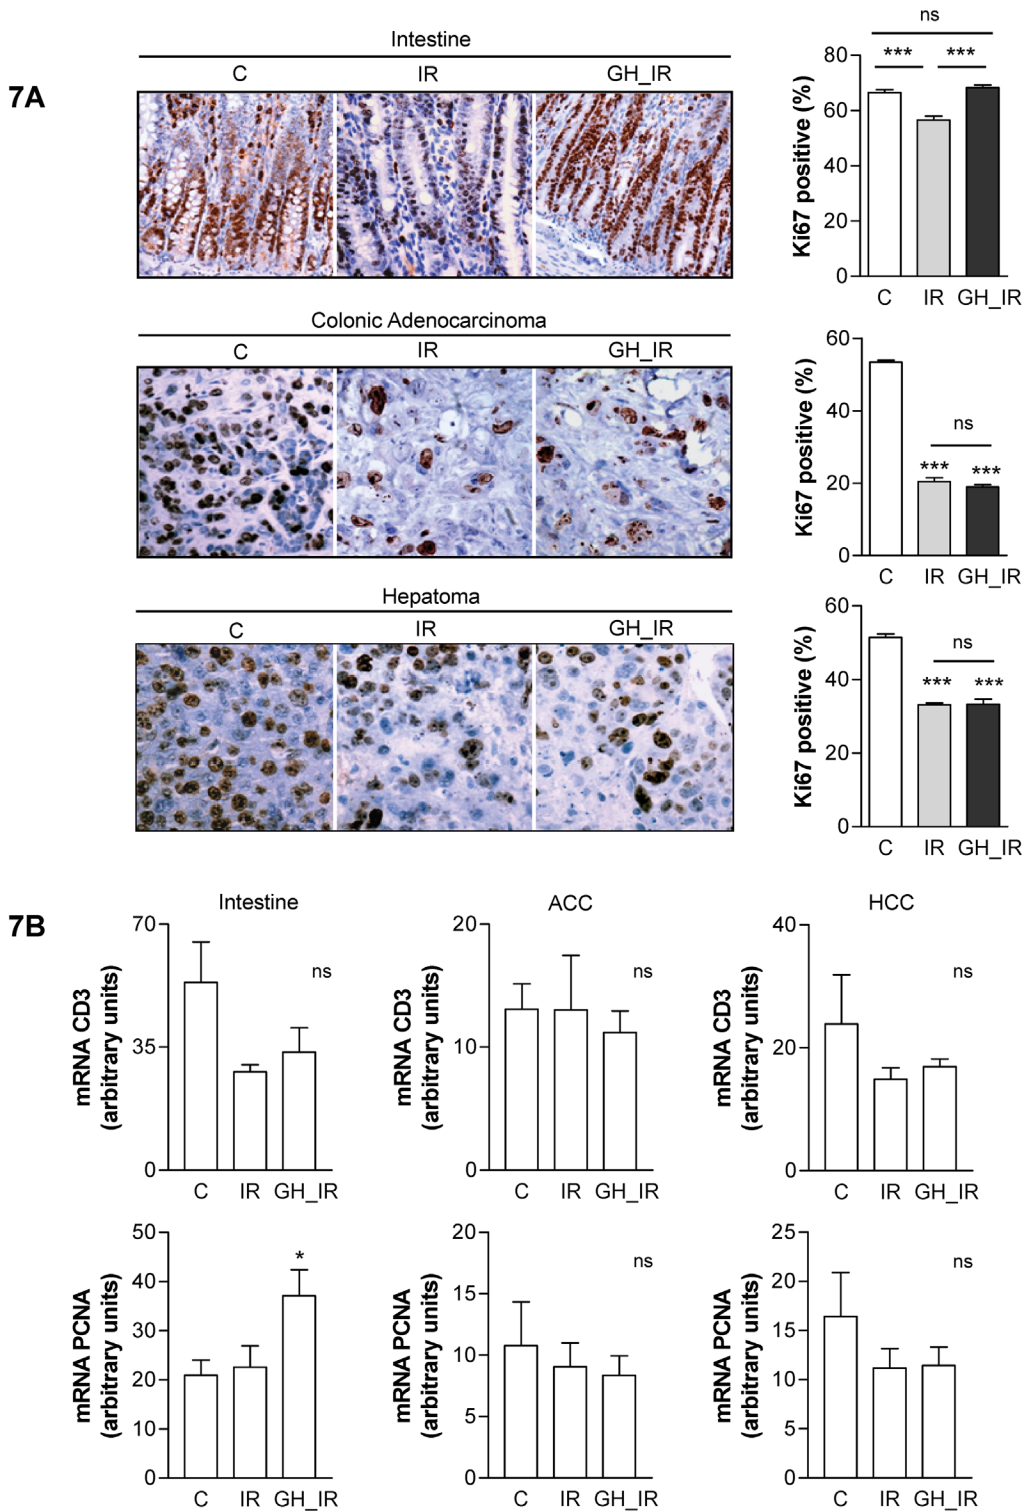 7A
Intestine
C IR GH_IR
ns
*** ***
Ki67 positive (%)
80
60
40
20
0
C IR GH_IR
Colonic Adenocarcinoma
C IR GH_IR
Ki67 positive (%)
60
40
20
0
ns
*** ***
C IR GH_IR
Hepatoma
C IR GH_IR
Ki67 positive (%)
60
40
20
0
ns
*** ***
C IR GH_IR
7B
Intestine
mRNA CD3
(arbitrary units)
70
35
0
ns
C IR GH_IR
ACC
mRNA CD3
(arbitrary units)
20
10
0
ns
C IR GH_IR
HCC
mRNA CD3
(arbitrary units)
40
20
0
ns
C IR GH_IR
mRNA PCNA
(arbitrary units)
50
40
30
20
10
0
*
C IR GH_IR
mRNA PCNA
(arbitrary units)
20
15
10
5
0
ns
C IR GH_IR
mRNA PCNA
(arbitrary units)
25
20
15
10
5
0
ns
C IR GH_IR